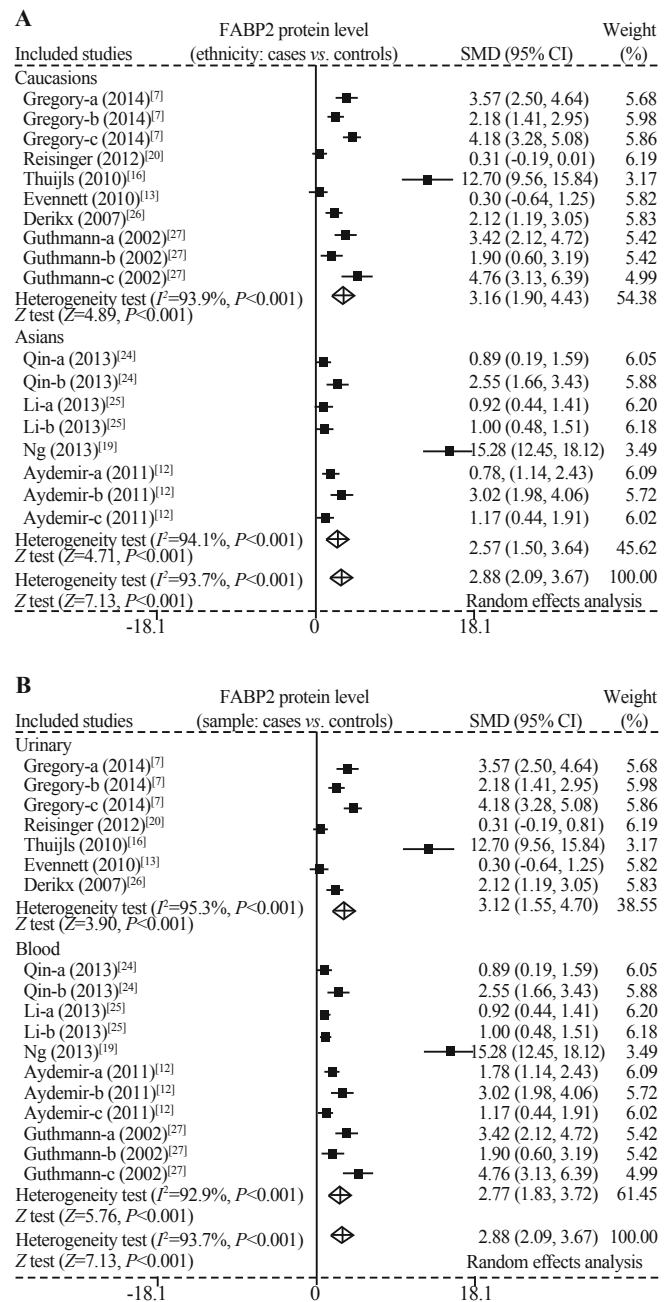 A
FABP2 protein level Weight
Included studies (ethnicity: cases vs. controls) SMD (95% CI) (%)
Caucasions
Gregory-a (2014)[7] 3.57 (2.50, 4.64) 5.68
Gregory-b (2014)[7] 2.18 (1.41, 2.95) 5.98
Gregory-c (2014)[7] 4.18 (3.28, 5.08) 5.86
Reisinger (2012)[20] 0.31 (-0.19, 0.01) 6.19
Thuijls (2010)[16] 12.70 (9.56, 15.84) 3.17
Evennett (2010)[13] 0.30 (-0.64, 1.25) 5.82
Derikx (2007)[26] 2.12 (1.19, 3.05) 5.83
Guthmann-a (2002)[27] 3.42 (2.12, 4.72) 5.42
Guthmann-b (2002)[27] 1.90 (0.60, 3.19) 5.42
Guthmann-c (2002)[27] 4.76 (3.13, 6.39) 4.99
Heterogeneity test (I²=93.9%, P<0.001) 3.16 (1.90, 4.43) 54.38
Z test (Z=4.89, P<0.001)
Asians
Qin-a (2013)[24] 0.89 (0.19, 1.59) 6.05
Qin-b (2013)[24] 2.55 (1.66, 3.43) 5.88
Li-a (2013)[25] 0.92 (0.44, 1.41) 6.20
Li-b (2013)[25] 1.00 (0.48, 1.51) 6.18
Ng (2013)[19] 15.28 (12.45, 18.12) 3.49
Aydemir-a (2011)[12] 0.78, (1.14, 2.43) 6.09
Aydemir-b (2011)[12] 3.02 (1.98, 4.06) 5.72
Aydemir-c (2011)[12] 1.17 (0.44, 1.91) 6.02
Heterogeneity test (I²=94.1%, P<0.001) 2.57 (1.50, 3.64) 45.62
Z test (Z=4.71, P<0.001)
Heterogeneity test (I²=93.7%, P<0.001) 2.88 (2.09, 3.67) 100.00
Z test (Z=7.13, P<0.001) Random effects analysis
-18.1 0 18.1
B
FABP2 protein level Weight
Included studies (sample: cases vs. controls) SMD (95% CI) (%)
Urinary
Gregory-a (2014)[7] 3.57 (2.50, 4.64) 5.68
Gregory-b (2014)[7] 2.18 (1.41, 2.95) 5.98
Gregory-c (2014)[7] 4.18 (3.28, 5.08) 5.86
Reisinger (2012)[20] 0.31 (-0.19, 0.81) 6.19
Thuijls (2010)[16] 12.70 (9.56, 15.84) 3.17
Evennett (2010)[13] 0.30 (-0.64, 1.25) 5.82
Derikx (2007)[26] 2.12 (1.19, 3.05) 5.83
Heterogeneity test (I²=95.3%, P<0.001) 3.12 (1.55, 4.70) 38.55
Z test (Z=3.90, P<0.001)
Blood
Qin-a (2013)[24] 0.89 (0.19, 1.59) 6.05
Qin-b (2013)[24] 2.55 (1.66, 3.43) 5.88
Li-a (2013)[25] 0.92 (0.44, 1.41) 6.20
Li-b (2013)[25] 1.00 (0.48, 1.51) 6.18
Ng (2013)[19] 15.28 (12.45, 18.12) 3.49
Aydemir-a (2011)[12] 1.78 (1.14, 2.43) 6.09
Aydemir-b (2011)[12] 3.02 (1.98, 4.06) 5.72
Aydemir-c (2011)[12] 1.17 (0.44, 1.91) 6.02
Guthmann-a (2002)[27] 3.42 (2.12, 4.72) 5.42
Guthmann-b (2002)[27] 1.90 (0.60, 3.19) 5.42
Guthmann-c (2002)[27] 4.76 (3.13, 6.39) 4.99
Heterogeneity test (I²=92.9%, P<0.001) 2.77 (1.83, 3.72) 61.45
Z test (Z=5.76, P<0.001)
Heterogeneity test (I²=93.7%, P<0.001) 2.88 (2.09, 3.67) 100.00
Z test (Z=7.13, P<0.001) Random effects analysis
-18.1 0 18.1